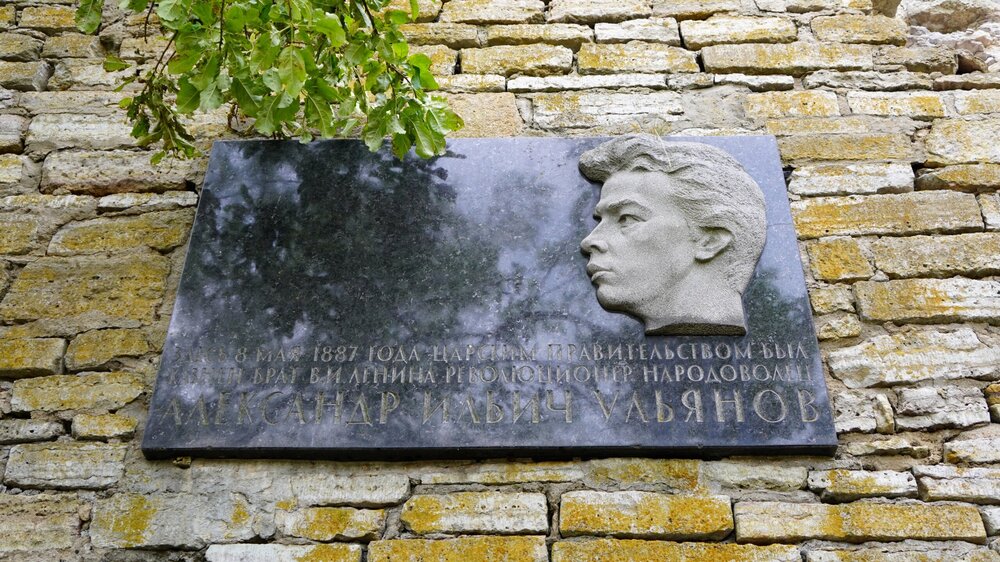 ЗДЕСЬ 8 МАЯ 1887 ГОДА ЦАРСКИМ ПРАВИТЕЛЬСТВОМ БЫЛ
КАЗНЕН БРАТ В.И. ЛЕНИНА РЕВОЛЮЦИОНЕР, НАРОДОВОЛЕЦ
АЛЕКСАНДР ИЛЬИЧ УЛЬЯНОВ